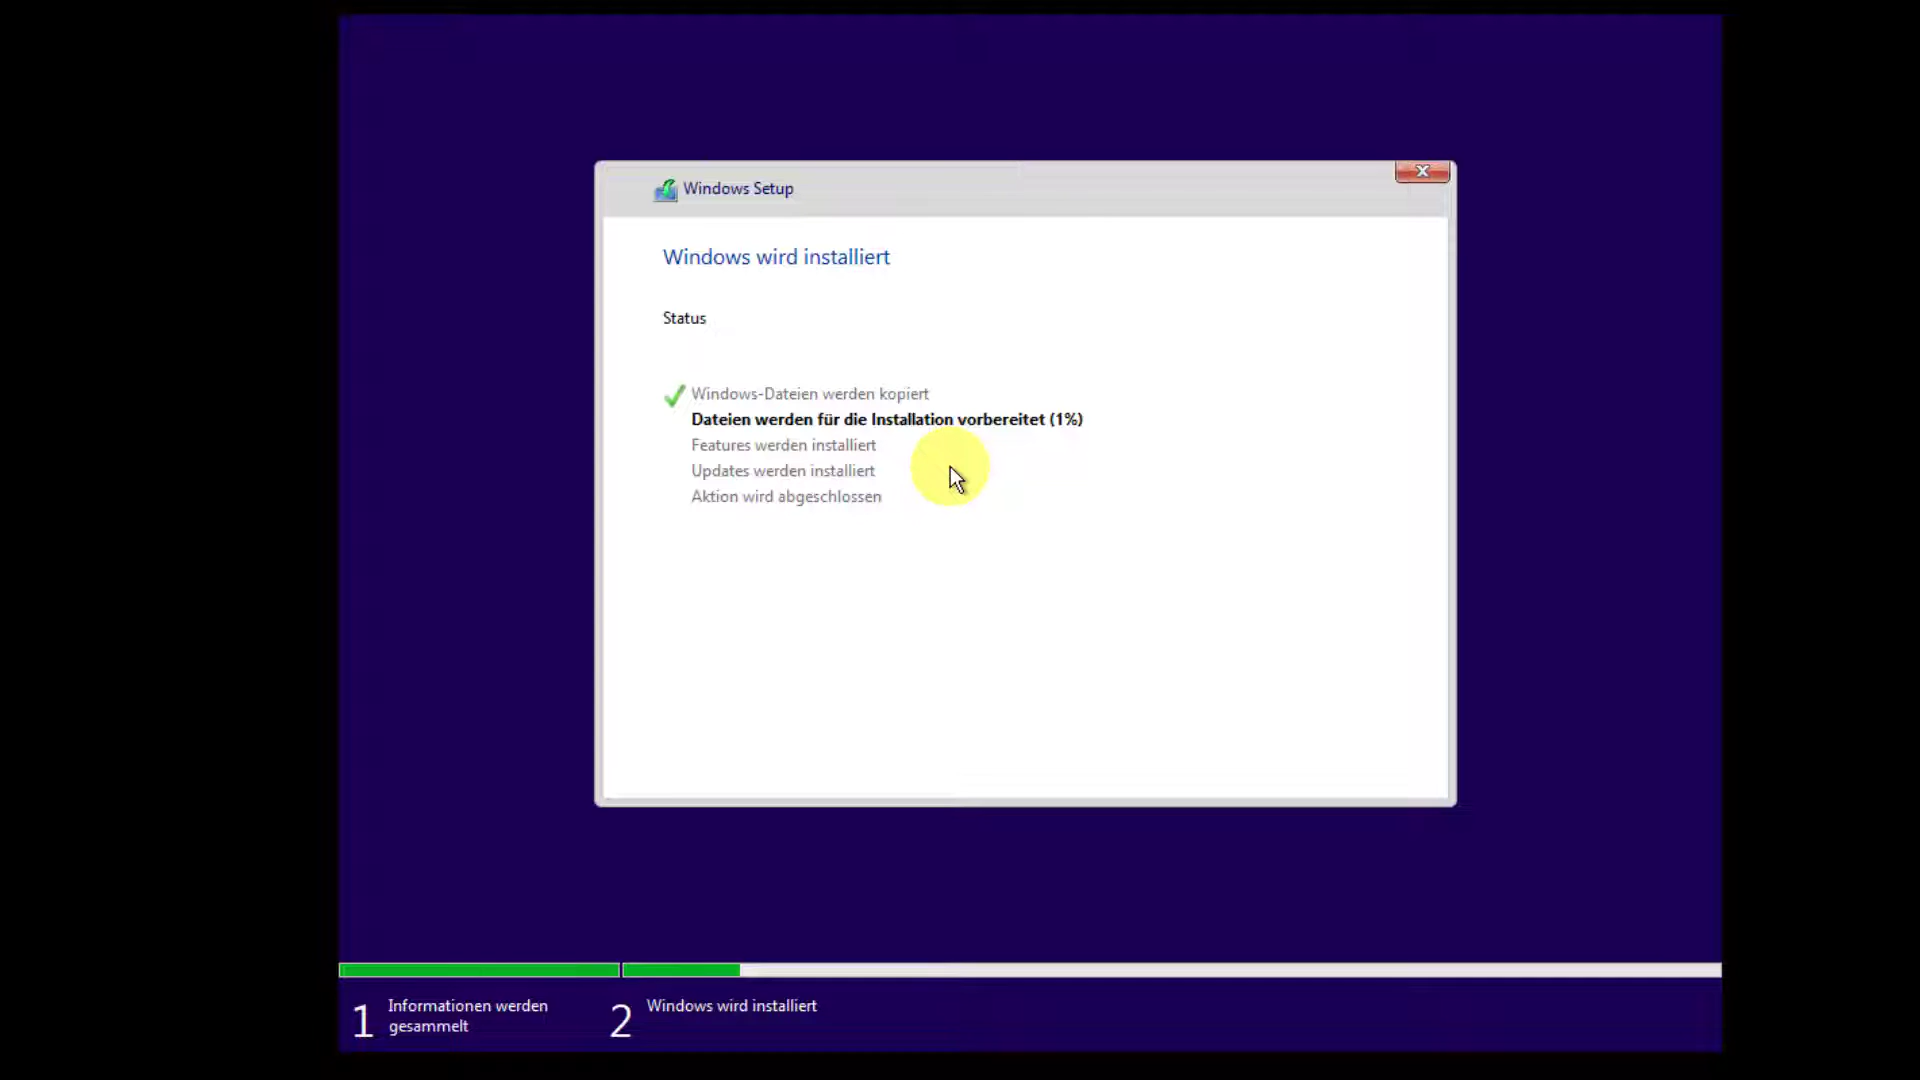 Windows Setup
Windows wird installiert
Status
Windows-Dateien werden kopiert
Dateien werden für die Installation vorbereitet (1%)
Features werden installiert
Updates werden installiert
Aktion wird abgeschlossen
1
Informationen werden
gesammelt
2
Windows wird installiert